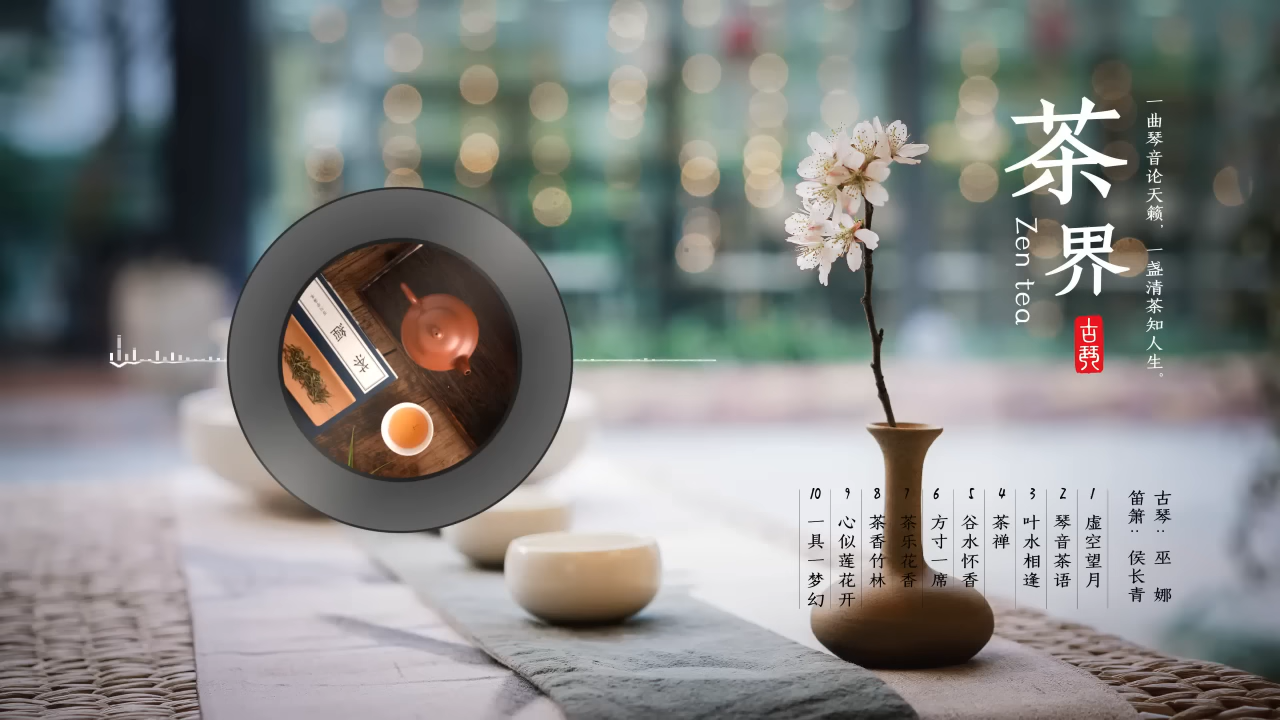 一曲琴音论天籁，一盏清茶知人生。
茶界
Zen tea
古琴
古琴：巫 娜
笛箫：侯长青
1 虚空望月
2 琴音茶语
3 叶水相逢
4 茶禅
5 谷水怀香
6 方寸一席
7 茶乐花香
8 茶香竹林
9 心似莲花开
10 一具一梦幻